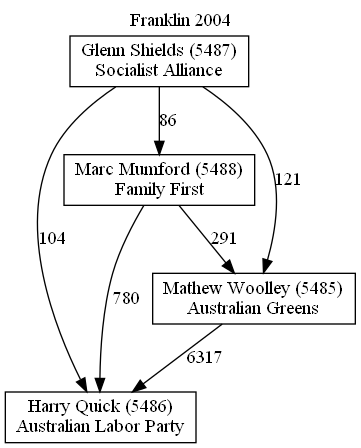 Franklin 2004
Glenn Shields (5487)
Socialist Alliance
86
Marc Mumford (5488)
Family First
121
104
291
780
Mathew Woolley (5485)
Australian Greens
6317
Harry Quick (5486)
Australian Labor Party